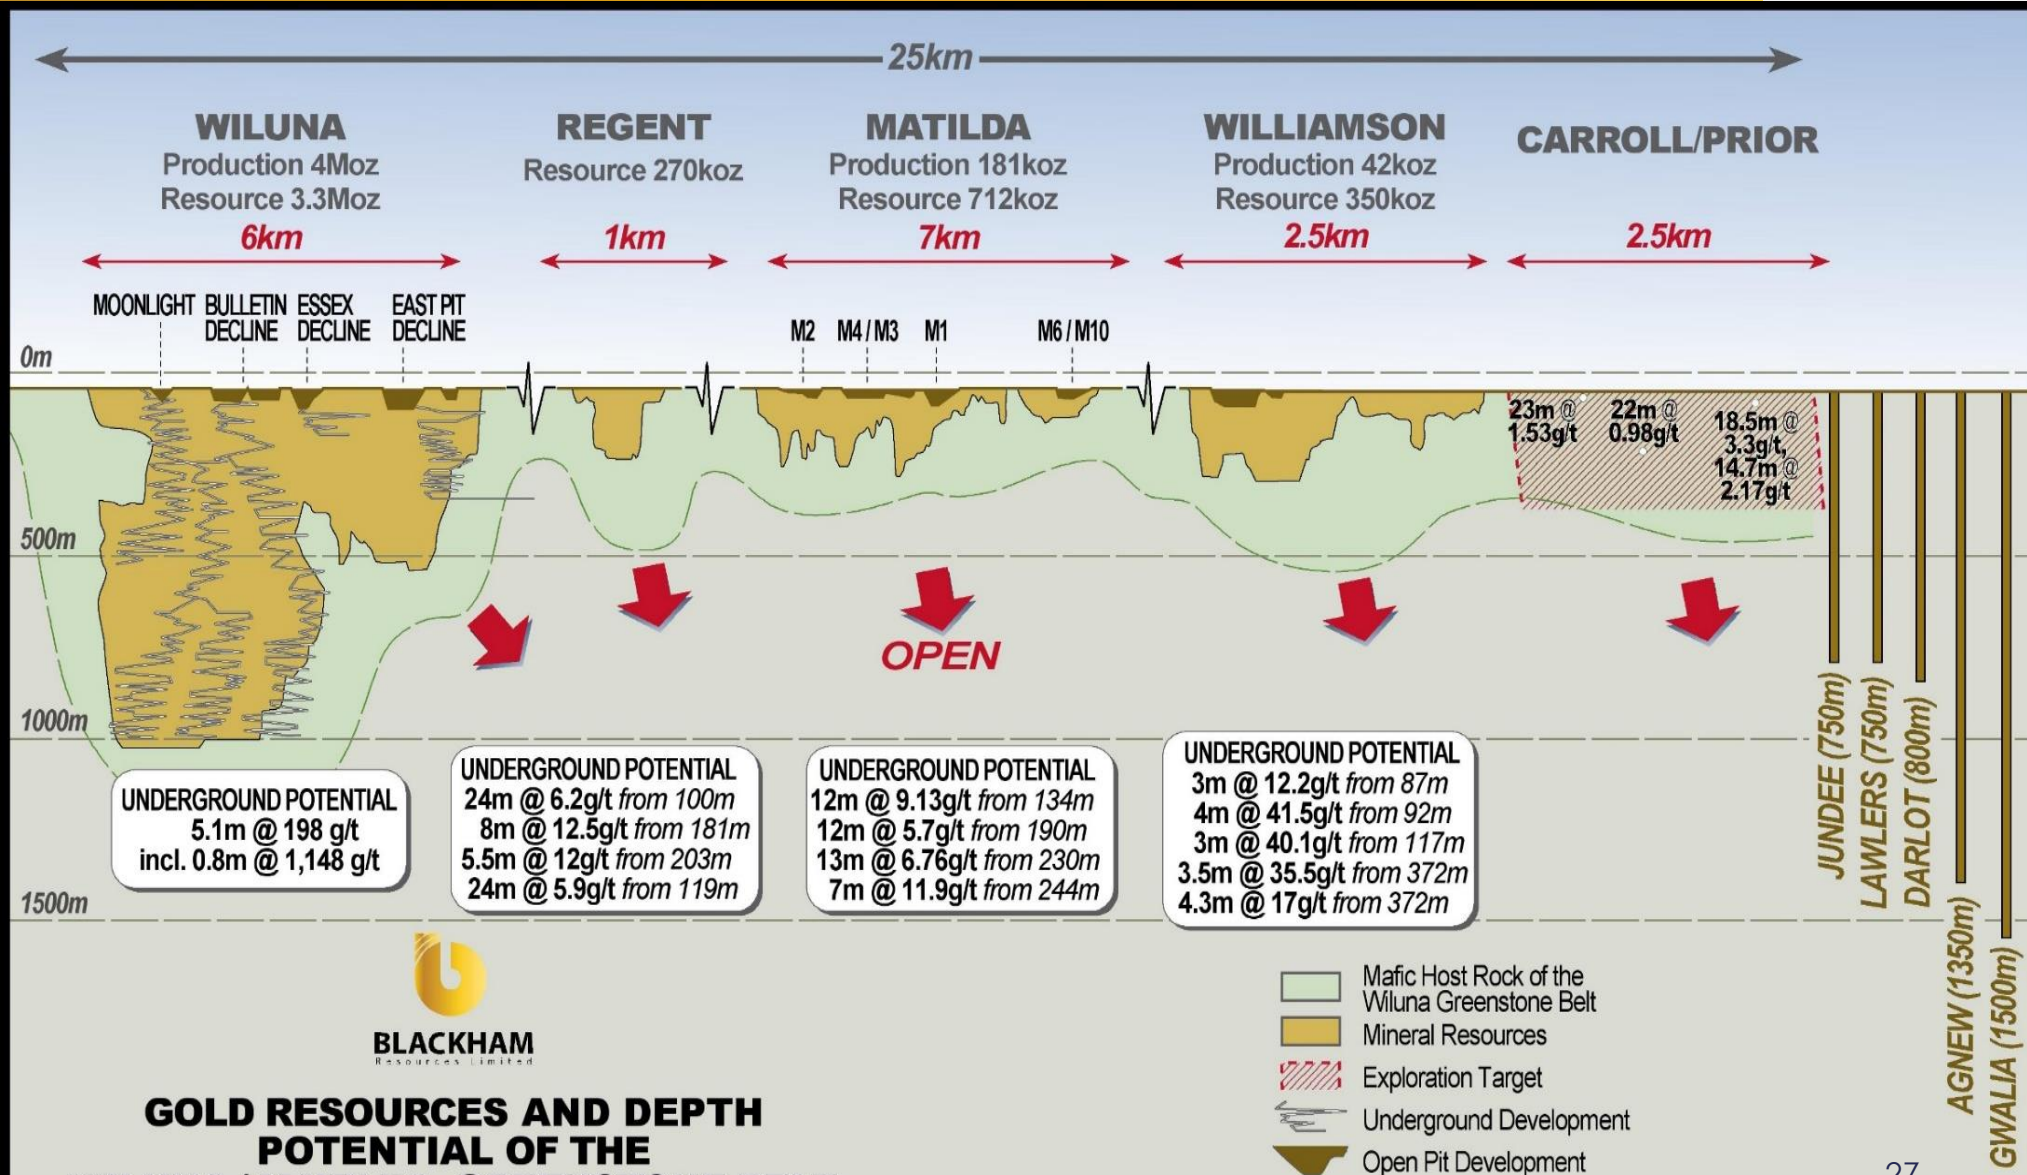 25km
WILUNA
Production 4Moz
Resource 3.3Moz
6km
REGENT
Resource 270koz
1km
MATILDA
Production 181koz
Resource 712koz
7km
WILLIAMSON
Production 42koz
Resource 350koz
2.5km
CARROLL/PRIOR
2.5km
MOONLIGHT
BULLETIN
DECLINE
ESSEX
DECLINE
EAST PIT
DECLINE
M2
M4 / M3
M1
M6 / M10
0m
500m
1000m
1500m
23m @
1.53g/t
22m @
0.98g/t
18.5m @
3.3g/t,
14.7m @
2.17g/t
OPEN
UNDERGROUND POTENTIAL
5.1m @ 198 g/t
incl. 0.8m @ 1,148 g/t
UNDERGROUND POTENTIAL
24m @ 6.2g/t from 100m
8m @ 12.5g/t from 181m
5.5m @ 12g/t from 203m
24m @ 5.9g/t from 119m
UNDERGROUND POTENTIAL
12m @ 9.13g/t from 134m
12m @ 5.7g/t from 190m
13m @ 6.76g/t from 230m
7m @ 11.9g/t from 244m
UNDERGROUND POTENTIAL
3m @ 12.2g/t from 87m
4m @ 41.5g/t from 92m
3m @ 40.1g/t from 117m
3.5m @ 35.5g/t from 372m
4.3m @ 17g/t from 372m
JUNDEE (750m)
LAWLERS (750m)
DARLOT (800m)
AGNEW (1350m)
GWALIA (1500m)
BLACKHAM
Resources Limited
GOLD RESOURCES AND DEPTH
POTENTIAL OF THE
Mafic Host Rock of the
Wiluna Greenstone Belt
Mineral Resources
Exploration Target
Underground Development
Open Pit Development
27